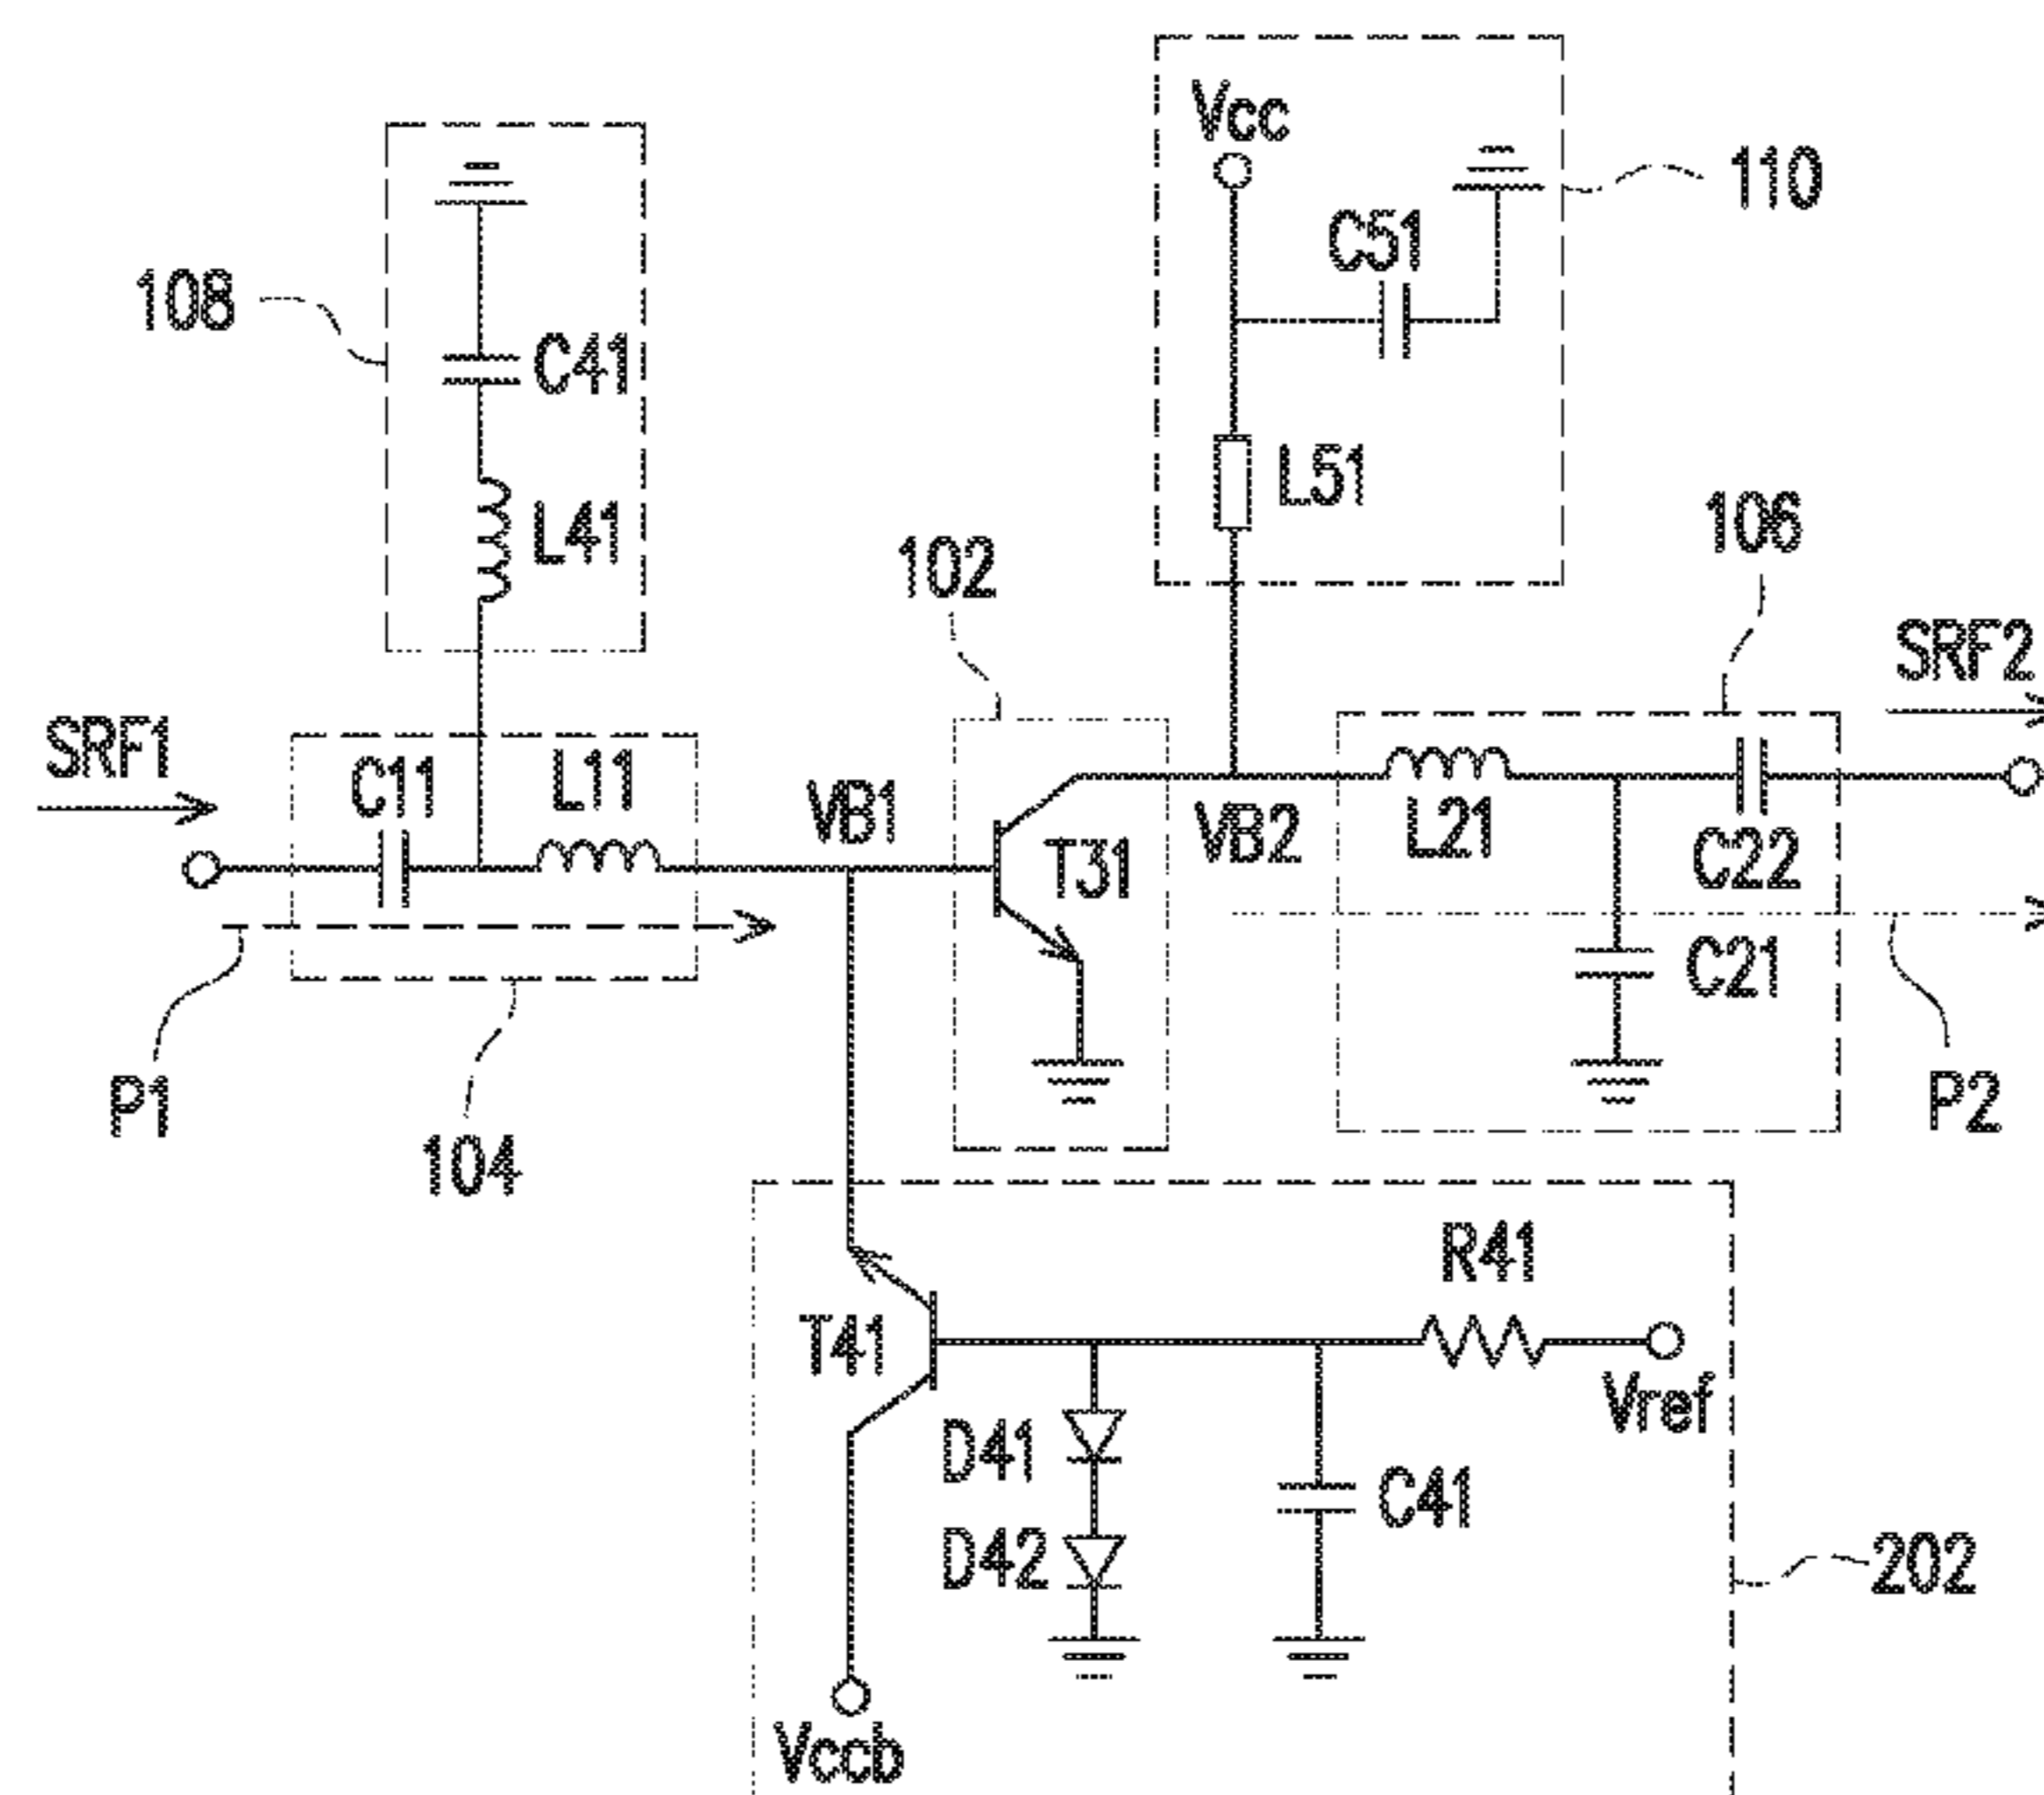 Vcc
110
C51
108
C41
L51
L41
106
102
SRF2
SRF1
C11
L11
VB1
T31
VB2
L21
C22
C21
P1
104
P2
R41
T41
Vref
D41
C41
D42
202
Vccb